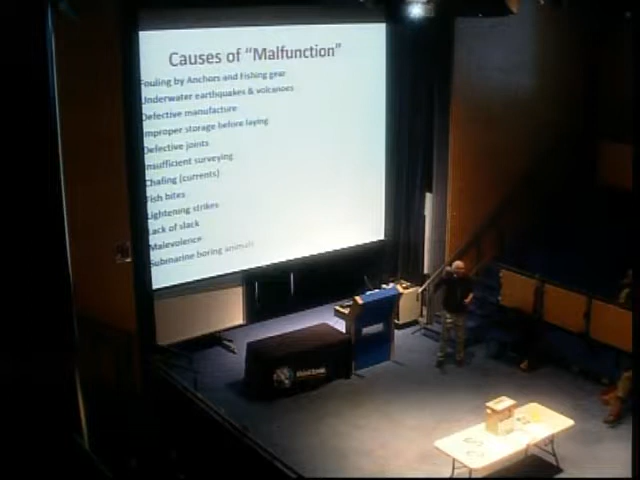 Causes of "Malfunction"
Fouling by Anchors and Fishing gear
Underwater earthquakes & volcanoes
Defective manufacture
Improper storage before laying
Defective joints
Insufficient surveying
Chafing (currents)
Fish bites
Lightening strikes
Lack of slack
Malevolence
Submarine boring animals